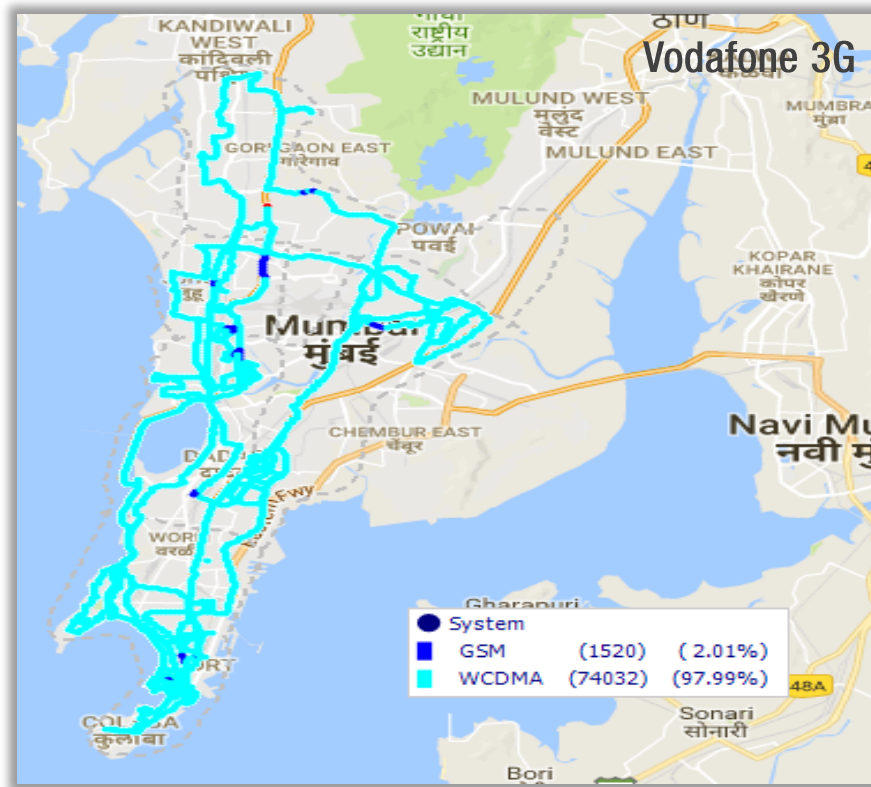 KANDIWALI
WEST
कांदिवली
राष्ट्रीय
उद्यान
ठाणे
Vodafone 3G
MULUND WEST
मुलुंद
वेस्ट
MULUND EAST
MUMBRA
मुंब्रा
GOREGAON EAST
गोरेगाव
POWAI
पवई
KOPAR
KHAIRANE
कोपर
खैरणे
Mumbai
मुंबई
CHEMBUR EAST
चेंबूर
Navi Mu
नवी मुं
Fwy
WORLI
वरळी
Gharapuri
System
GSM (1520) ( 2.01%)
WCDMA (74032) (97.99%)
48A
FORT
COLABA
कुलाबा
Sonari
सोनारी
Bori